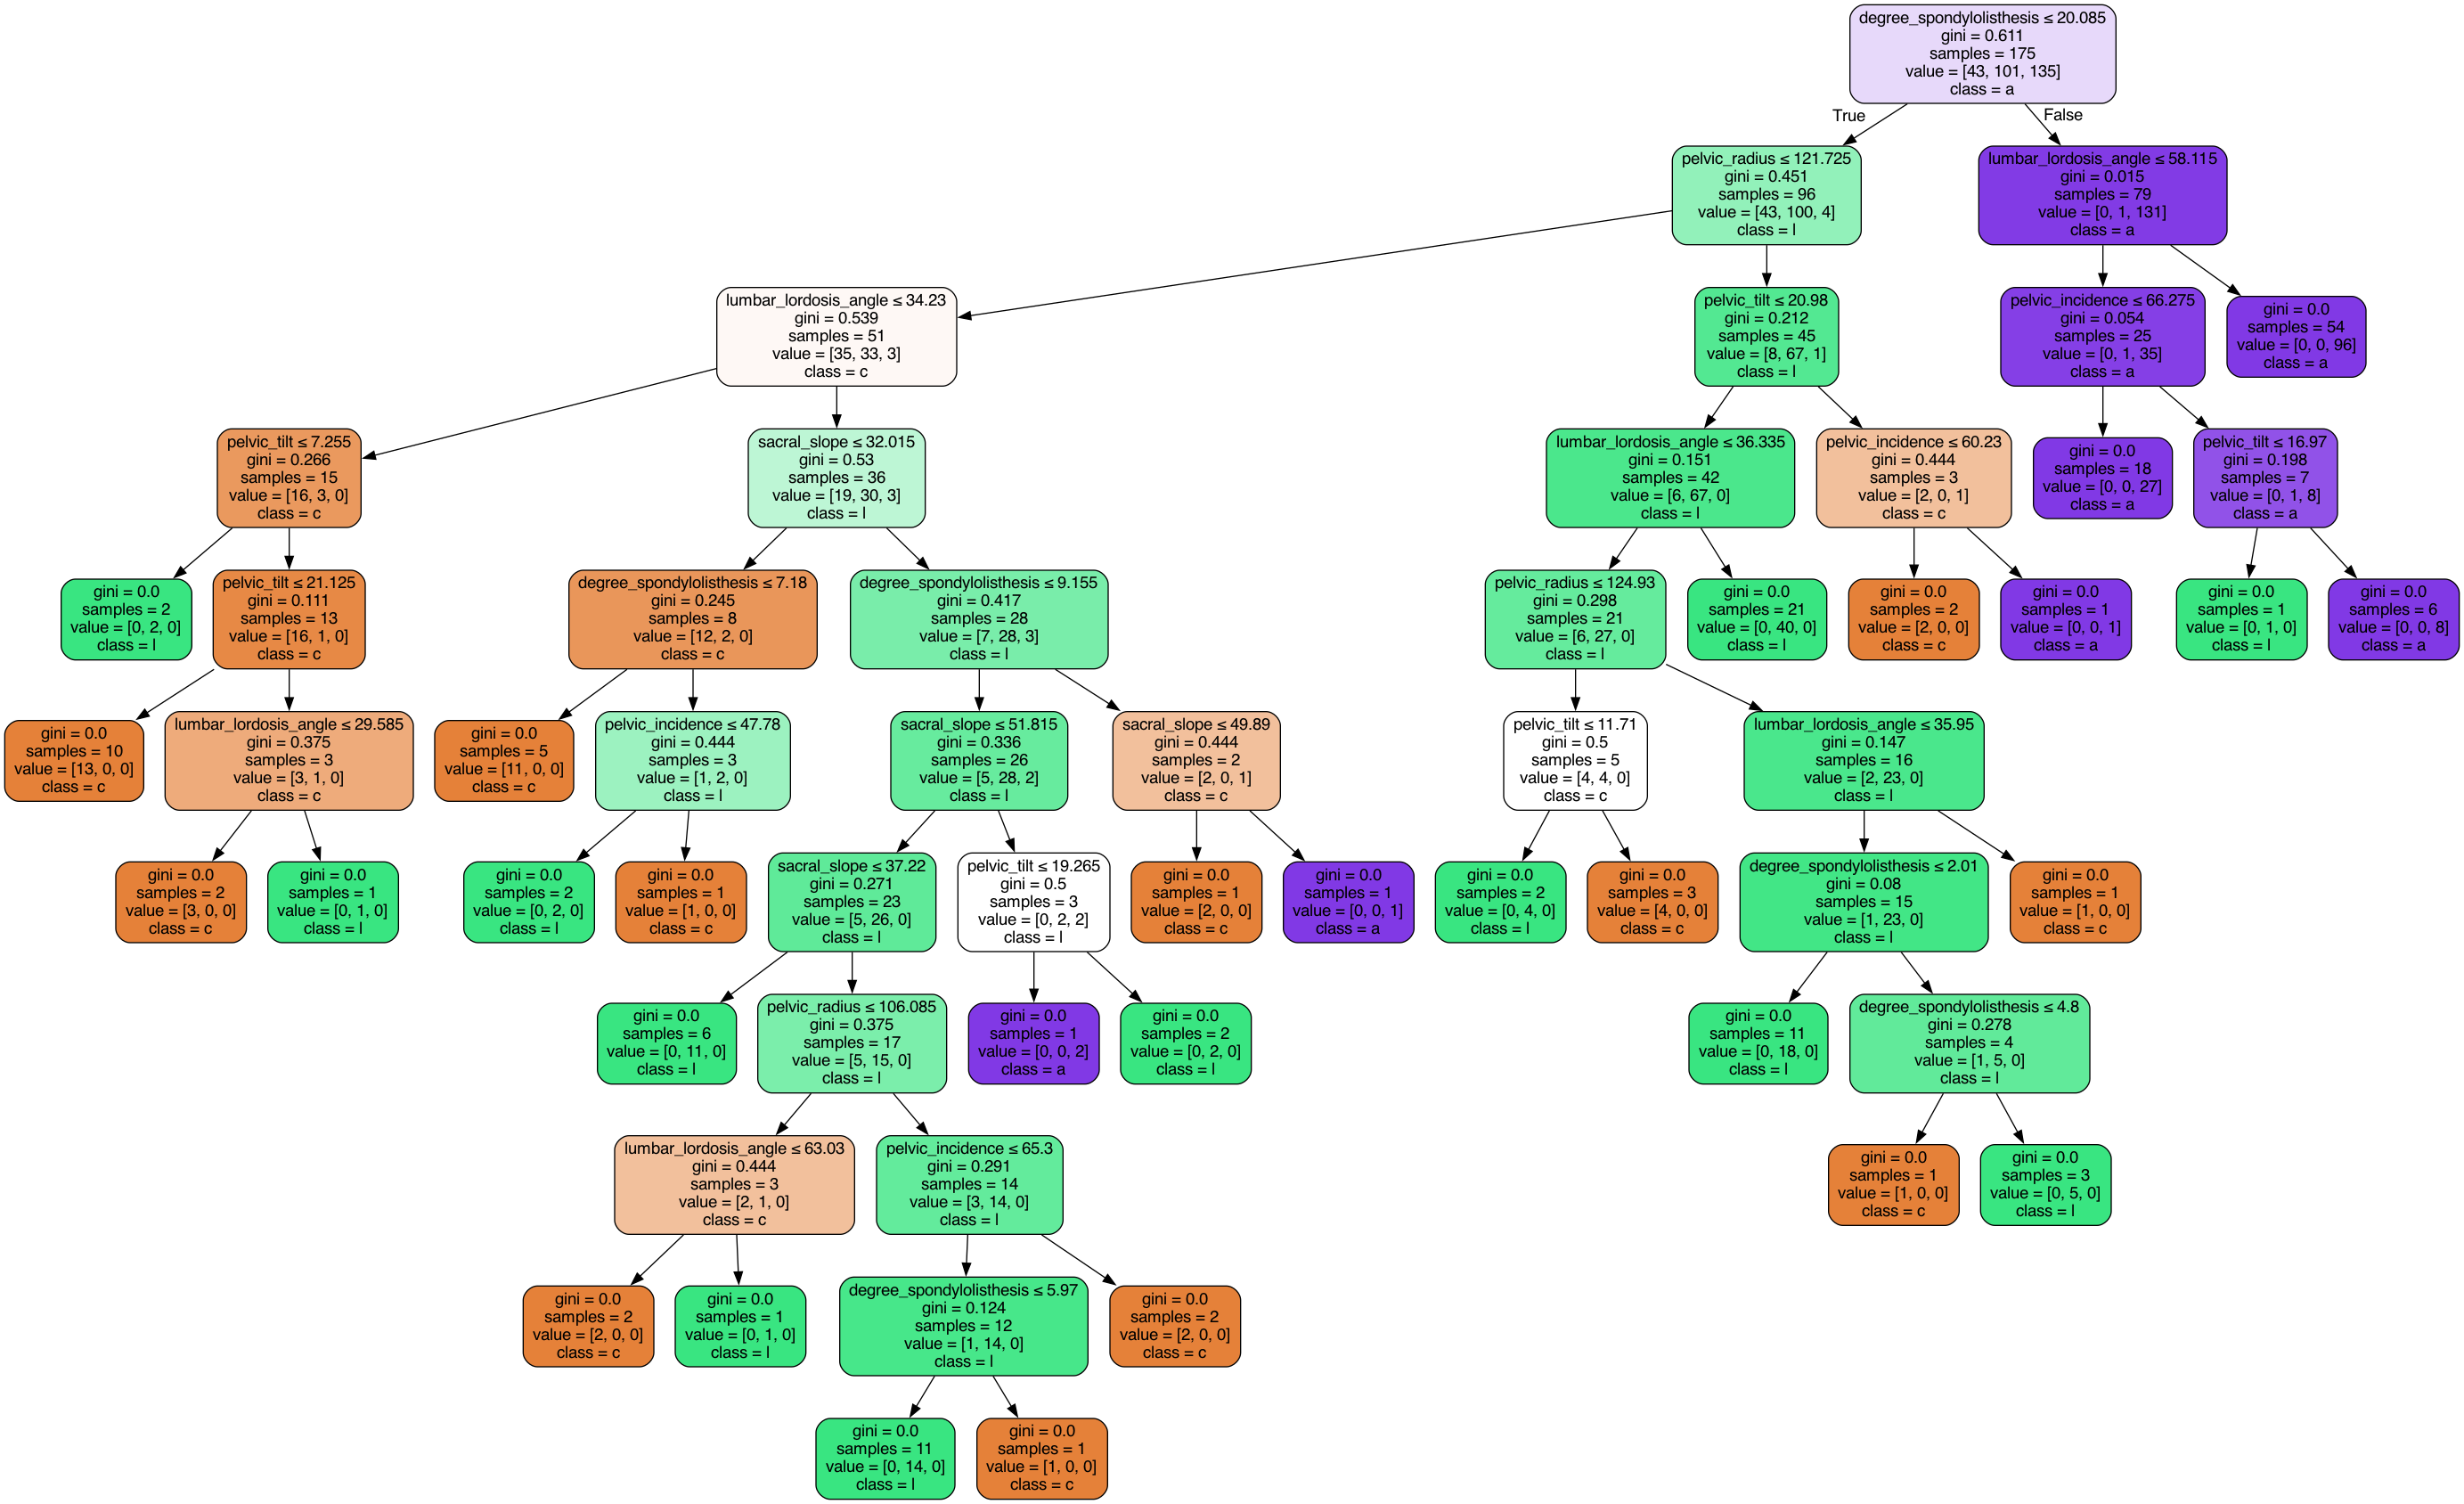 degree_spondylolisthesis ≤ 20.085
gini = 0.611
samples = 175
value = [43, 101, 135]
class = a
True
False
pelvic_radius ≤ 121.725
gini = 0.451
samples = 96
value = [43, 100, 4]
class = l
lumbar_lordosis_angle ≤ 58.115
gini = 0.015
samples = 79
value = [0, 1, 131]
class = a
lumbar_lordosis_angle ≤ 34.23
gini = 0.539
samples = 51
value = [35, 33, 3]
class = c
pelvic_tilt ≤ 20.98
gini = 0.212
samples = 45
value = [8, 67, 1]
class = l
pelvic_incidence ≤ 66.275
gini = 0.054
samples = 25
value = [0, 1, 35]
class = a
gini = 0.0
samples = 54
value = [0, 0, 96]
class = a
pelvic_tilt ≤ 7.255
gini = 0.266
samples = 15
value = [16, 3, 0]
class = c
sacral_slope ≤ 32.015
gini = 0.53
samples = 36
value = [19, 30, 3]
class = l
lumbar_lordosis_angle ≤ 36.335
gini = 0.151
samples = 42
value = [6, 67, 0]
class = l
pelvic_incidence ≤ 60.23
gini = 0.444
samples = 3
value = [2, 0, 1]
class = c
gini = 0.0
samples = 18
value = [0, 0, 27]
class = a
pelvic_tilt ≤ 16.97
gini = 0.198
samples = 7
value = [0, 1, 8]
class = a
gini = 0.0
samples = 2
value = [0, 2, 0]
class = l
pelvic_tilt ≤ 21.125
gini = 0.111
samples = 13
value = [16, 1, 0]
class = c
degree_spondylolisthesis ≤ 7.18
gini = 0.245
samples = 8
value = [12, 2, 0]
class = c
degree_spondylolisthesis ≤ 9.155
gini = 0.417
samples = 28
value = [7, 28, 3]
class = l
pelvic_radius ≤ 124.93
gini = 0.298
samples = 21
value = [6, 27, 0]
class = l
gini = 0.0
samples = 21
value = [0, 40, 0]
class = l
gini = 0.0
samples = 2
value = [2, 0, 0]
class = c
gini = 0.0
samples = 1
value = [0, 0, 1]
class = a
gini = 0.0
samples = 1
value = [0, 1, 0]
class = l
gini = 0.0
samples = 6
value = [0, 0, 8]
class = a
gini = 0.0
samples = 10
value = [13, 0, 0]
class = c
lumbar_lordosis_angle ≤ 29.585
gini = 0.375
samples = 3
value = [3, 1, 0]
class = c
gini = 0.0
samples = 5
value = [11, 0, 0]
class = c
pelvic_incidence ≤ 47.78
gini = 0.444
samples = 3
value = [1, 2, 0]
class = l
sacral_slope ≤ 51.815
gini = 0.336
samples = 26
value = [5, 28, 2]
class = l
sacral_slope ≤ 49.89
gini = 0.444
samples = 2
value = [2, 0, 1]
class = c
pelvic_tilt ≤ 11.71
gini = 0.5
samples = 5
value = [4, 4, 0]
class = c
lumbar_lordosis_angle ≤ 35.95
gini = 0.147
samples = 16
value = [2, 23, 0]
class = l
gini = 0.0
samples = 2
value = [3, 0, 0]
class = c
gini = 0.0
samples = 1
value = [0, 1, 0]
class = l
gini = 0.0
samples = 2
value = [0, 2, 0]
class = l
gini = 0.0
samples = 1
value = [1, 0, 0]
class = c
sacral_slope ≤ 37.22
gini = 0.271
samples = 23
value = [5, 26, 0]
class = l
pelvic_tilt ≤ 19.265
gini = 0.5
samples = 3
value = [0, 2, 2]
class = l
gini = 0.0
samples = 1
value = [2, 0, 0]
class = c
gini = 0.0
samples = 1
value = [0, 0, 1]
class = a
gini = 0.0
samples = 2
value = [0, 4, 0]
class = l
gini = 0.0
samples = 3
value = [4, 0, 0]
class = c
degree_spondylolisthesis ≤ 2.01
gini = 0.08
samples = 15
value = [1, 23, 0]
class = l
gini = 0.0
samples = 1
value = [1, 0, 0]
class = c
gini = 0.0
samples = 6
value = [0, 11, 0]
class = l
pelvic_radius ≤ 106.085
gini = 0.375
samples = 17
value = [5, 15, 0]
class = l
gini = 0.0
samples = 1
value = [0, 0, 2]
class = a
gini = 0.0
samples = 2
value = [0, 2, 0]
class = l
gini = 0.0
samples = 11
value = [0, 18, 0]
class = l
degree_spondylolisthesis ≤ 4.8
gini = 0.278
samples = 4
value = [1, 5, 0]
class = l
lumbar_lordosis_angle ≤ 63.03
gini = 0.444
samples = 3
value = [2, 1, 0]
class = c
pelvic_incidence ≤ 65.3
gini = 0.291
samples = 14
value = [3, 14, 0]
class = l
gini = 0.0
samples = 1
value = [1, 0, 0]
class = c
gini = 0.0
samples = 3
value = [0, 5, 0]
class = l
gini = 0.0
samples = 2
value = [2, 0, 0]
class = c
gini = 0.0
samples = 1
value = [0, 1, 0]
class = l
degree_spondylolisthesis ≤ 5.97
gini = 0.124
samples = 12
value = [1, 14, 0]
class = l
gini = 0.0
samples = 2
value = [2, 0, 0]
class = c
gini = 0.0
samples = 11
value = [0, 14, 0]
class = l
gini = 0.0
samples = 1
value = [1, 0, 0]
class = c